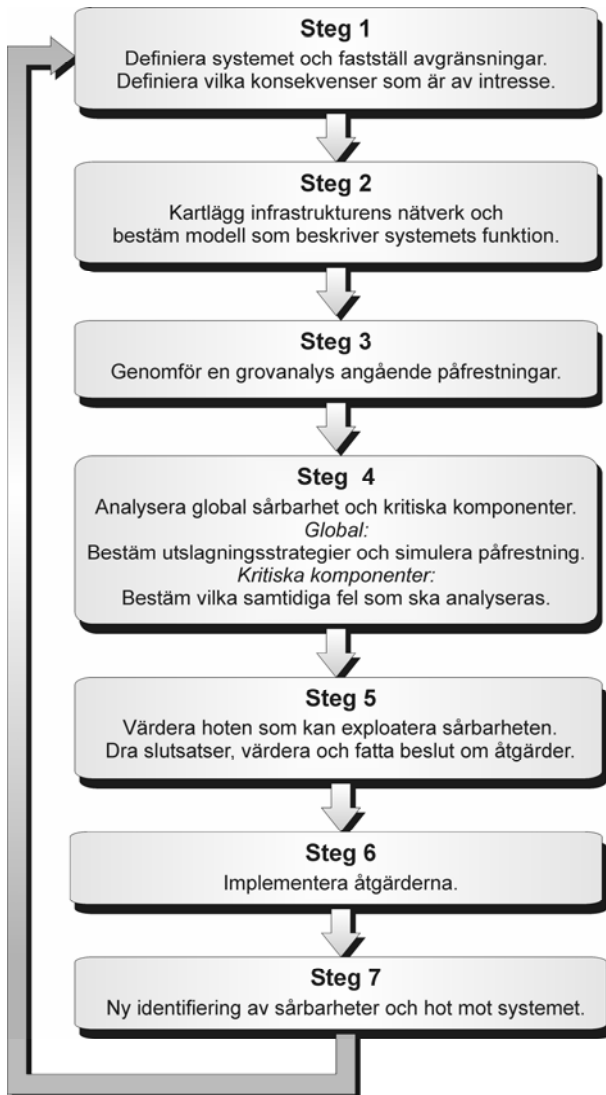 Steg 1
Definiera systemet och fastställ avgränsningar.
Definiera vilka konsekvenser som är av intresse.
Steg 2
Kartlägg infrastrukturens nätverk och
bestäm modell som beskriver systemets funktion.
Steg 3
Genomför en grovanalys angående påfrestningar.
Steg 4
Analysera global sårbarhet och kritiska komponenter.
Global:
Bestäm utslagningsstrategier och simulera påfrestning.
Kritiska komponenter:
Bestäm vilka samtidiga fel som ska analyseras.
Steg 5
Värdera hoten som kan exploatera sårbarheten.
Dra slutsatser, värdera och fatta beslut om åtgärder.
Steg 6
Implementera åtgärderna.
Steg 7
Ny identifiering av sårbarheter och hot mot systemet.